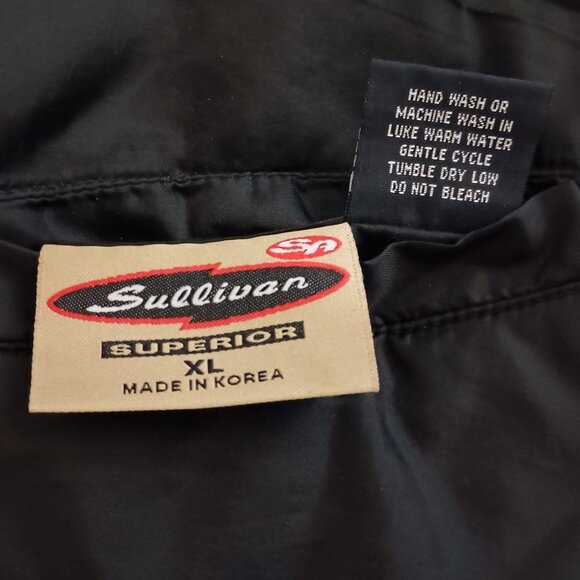 HAND WASH OR
MACHINE WASH IN
LUKE WARM WATER
GENTLE CYCLE
TUMBLE DRY LOW
DO NOT BLEACH
Sullivan
SUPERIOR
XL
MADE IN KOREA